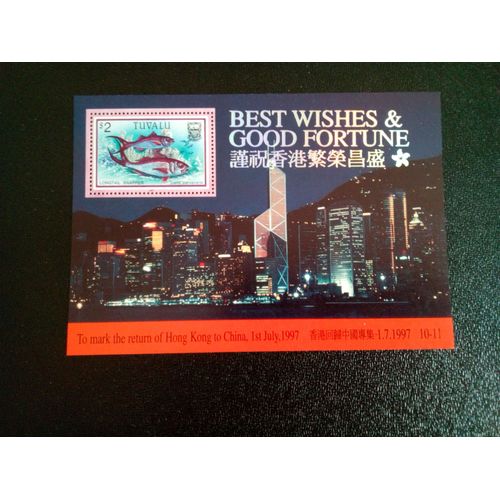 $2
TUVALU
LONGTAIL SNAPPER
BEST WISHES &
GOOD FORTUNE
謹祝香港繁榮昌盛
To mark the return of Hong Kong to China, 1st July, 1997 香港回歸中國專集-1.7.1997 10-11